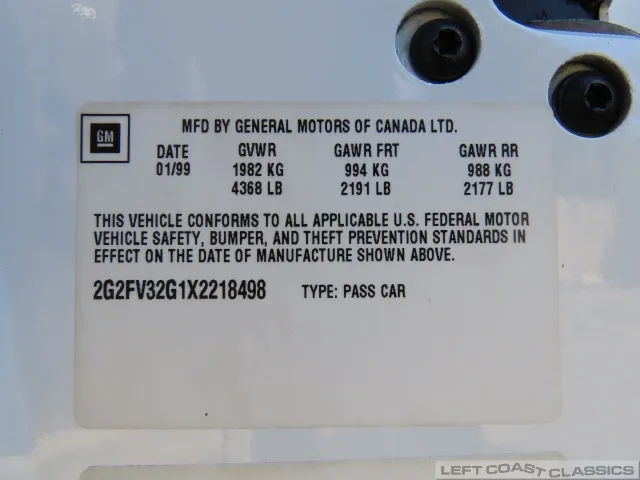 GM
MFD BY GENERAL MOTORS OF CANADA LTD.
DATE GVWR GAWR FRT GAWR RR
01/99 1982 KG 994 KG 988 KG
4368 LB 2191 LB 2177 LB
THIS VEHICLE CONFORMS TO ALL APPLICABLE U.S. FEDERAL MOTOR
VEHICLE SAFETY, BUMPER, AND THEFT PREVENTION STANDARDS IN
EFFECT ON THE DATE OF MANUFACTURE SHOWN ABOVE.
2G2FV32G1X2218498 TYPE: PASS CAR
LEFT COAST CLASSICS